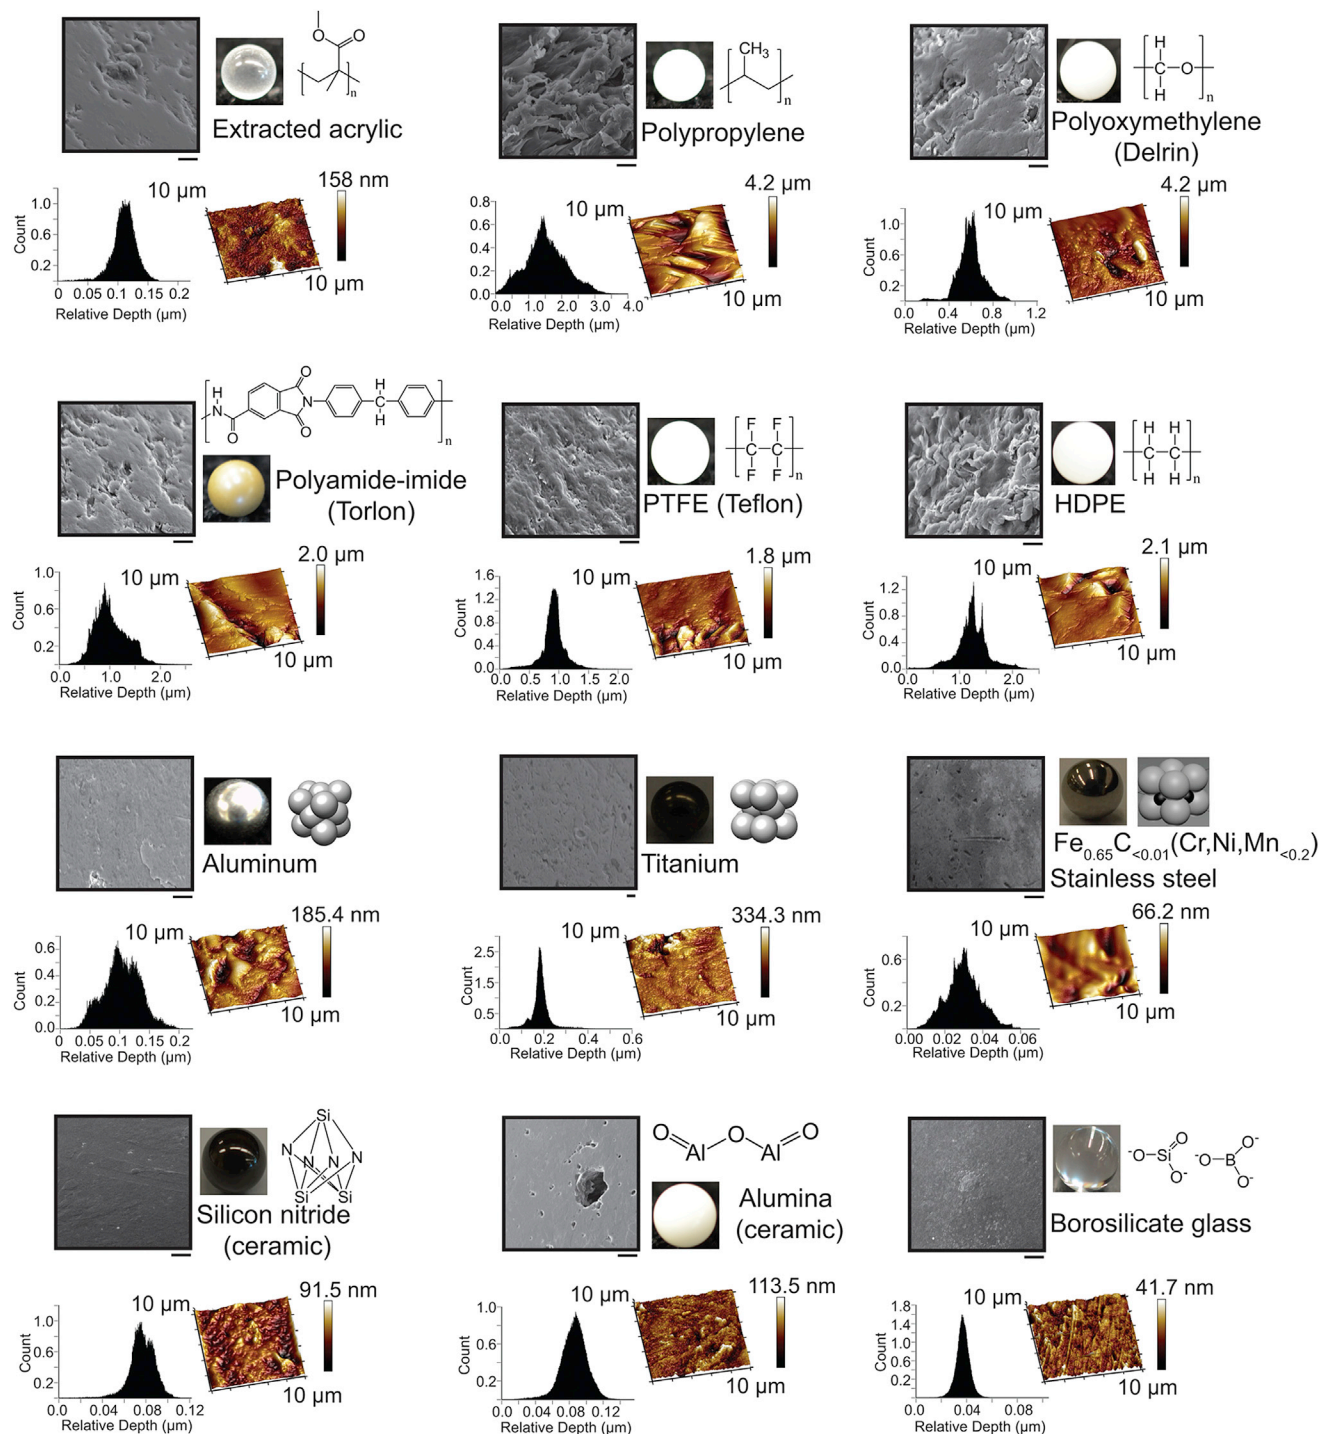 O
O
n
Extracted acrylic
158 nm
10 µm
10 µm
Count
1.0
0.6
0.2
0 0.05 0.1 0.15 0.2
Relative Depth (µm)
CH3
n
Polypropylene
4.2 µm
10 µm
10 µm
0.8
0.6
0.4
0.2
0.0
0.0 1.0 2.0 3.0 4.0
Relative Depth (µm)
H
C O
H
n
Polyoxymethylene
(Delrin)
4.2 µm
10 µm
10 µm
Count
1.0
0.6
0.2
0.0 0.4 0.8 1.2
Relative Depth (µm)
H
N
O
O
N
O
H
C
H
n
Polyamide-imide
(Torlon)
2.0 µm
10 µm
10 µm
Count
1.0
0.6
0.2
0.0 1.0 2.0
Relative Depth (µm)
F F
C C
F F
n
PTFE (Teflon)
1.8 µm
10 µm
10 µm
Count
1.6
1.2
0.8
0.4
0.0
0.0 0.5 1.0 1.5 2.0
Relative Depth (µm)
H H
C C
H H
n
HDPE
2.1 µm
10 µm
10 µm
Count
1.2
0.8
0.4
0.0
0.0 1.0 2.0
Relative Depth (µm)
Aluminum
185.4 nm
10 µm
10 µm
Count
0.6
0.4
0.2
0.0
0 0.05 0.1 0.15 0.2
Relative Depth (µm)
Titanium
334.3 nm
10 µm
10 µm
Count
2.5
1.5
0.5
0.0 0.2 0.4 0.6
Relative Depth (µm)
Fe0.65C<0.01(Cr,Ni,Mn<0.2)
Stainless steel
66.2 nm
10 µm
10 µm
Count
0.6
0.2
0.00 0.02 0.04 0.06
Relative Depth (µm)
Si
N N N N
Si Si
Silicon nitride
(ceramic)
91.5 nm
10 µm
10 µm
Count
1.0
0.6
0.2
0 0.04 0.08 0.12
Relative Depth (µm)
O O O
Al Al
Alumina
(ceramic)
113.5 nm
10 µm
10 µm
Count
1.0
0.6
0.2
0.0 0.04 0.08 0.12
Relative Depth (µm)
-O Si O
O-
-O B O-
O-
Borosilicate glass
41.7 nm
10 µm
10 µm
Count
1.8
1.4
1.0
0.6
0.2
0 0.04 0.08
Relative Depth (µm)